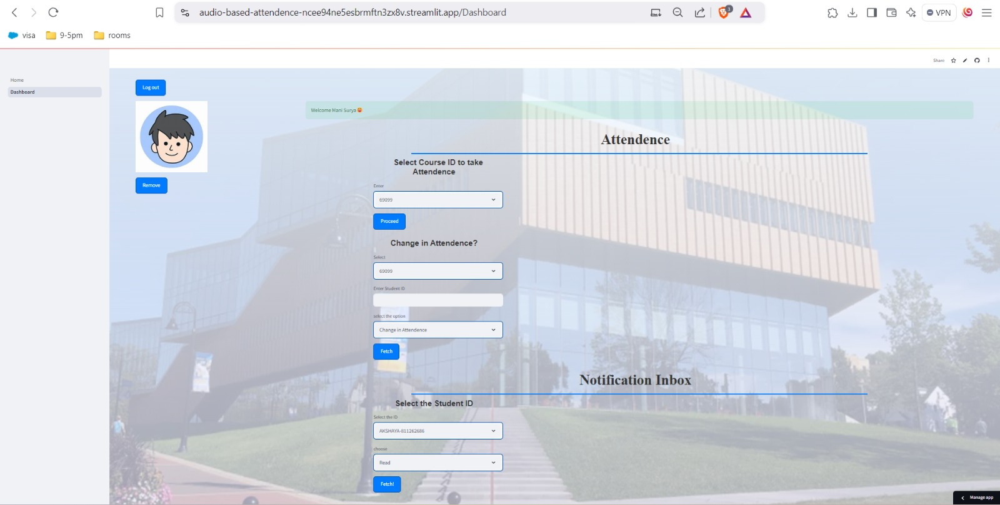 audio-based-attendence-ncee94ne5esbrmftn3zx8v.streamlit.app/Dashboard
3
VPN
visa
9-5pm
rooms
Share
Home
Dashboard
Log out
Welcome Mani Surya 😍
Remove
Attendence
Select Course ID to take
Attendence
Enter
69099
Proceed
Change in Attendence?
Select
69099
Enter Student ID
select the option
Change in Attendence
Fetch
Notification Inbox
Select the Student ID
Select the ID
AKSHAYA-811262686
choose
Read
Fetch!
Manage app